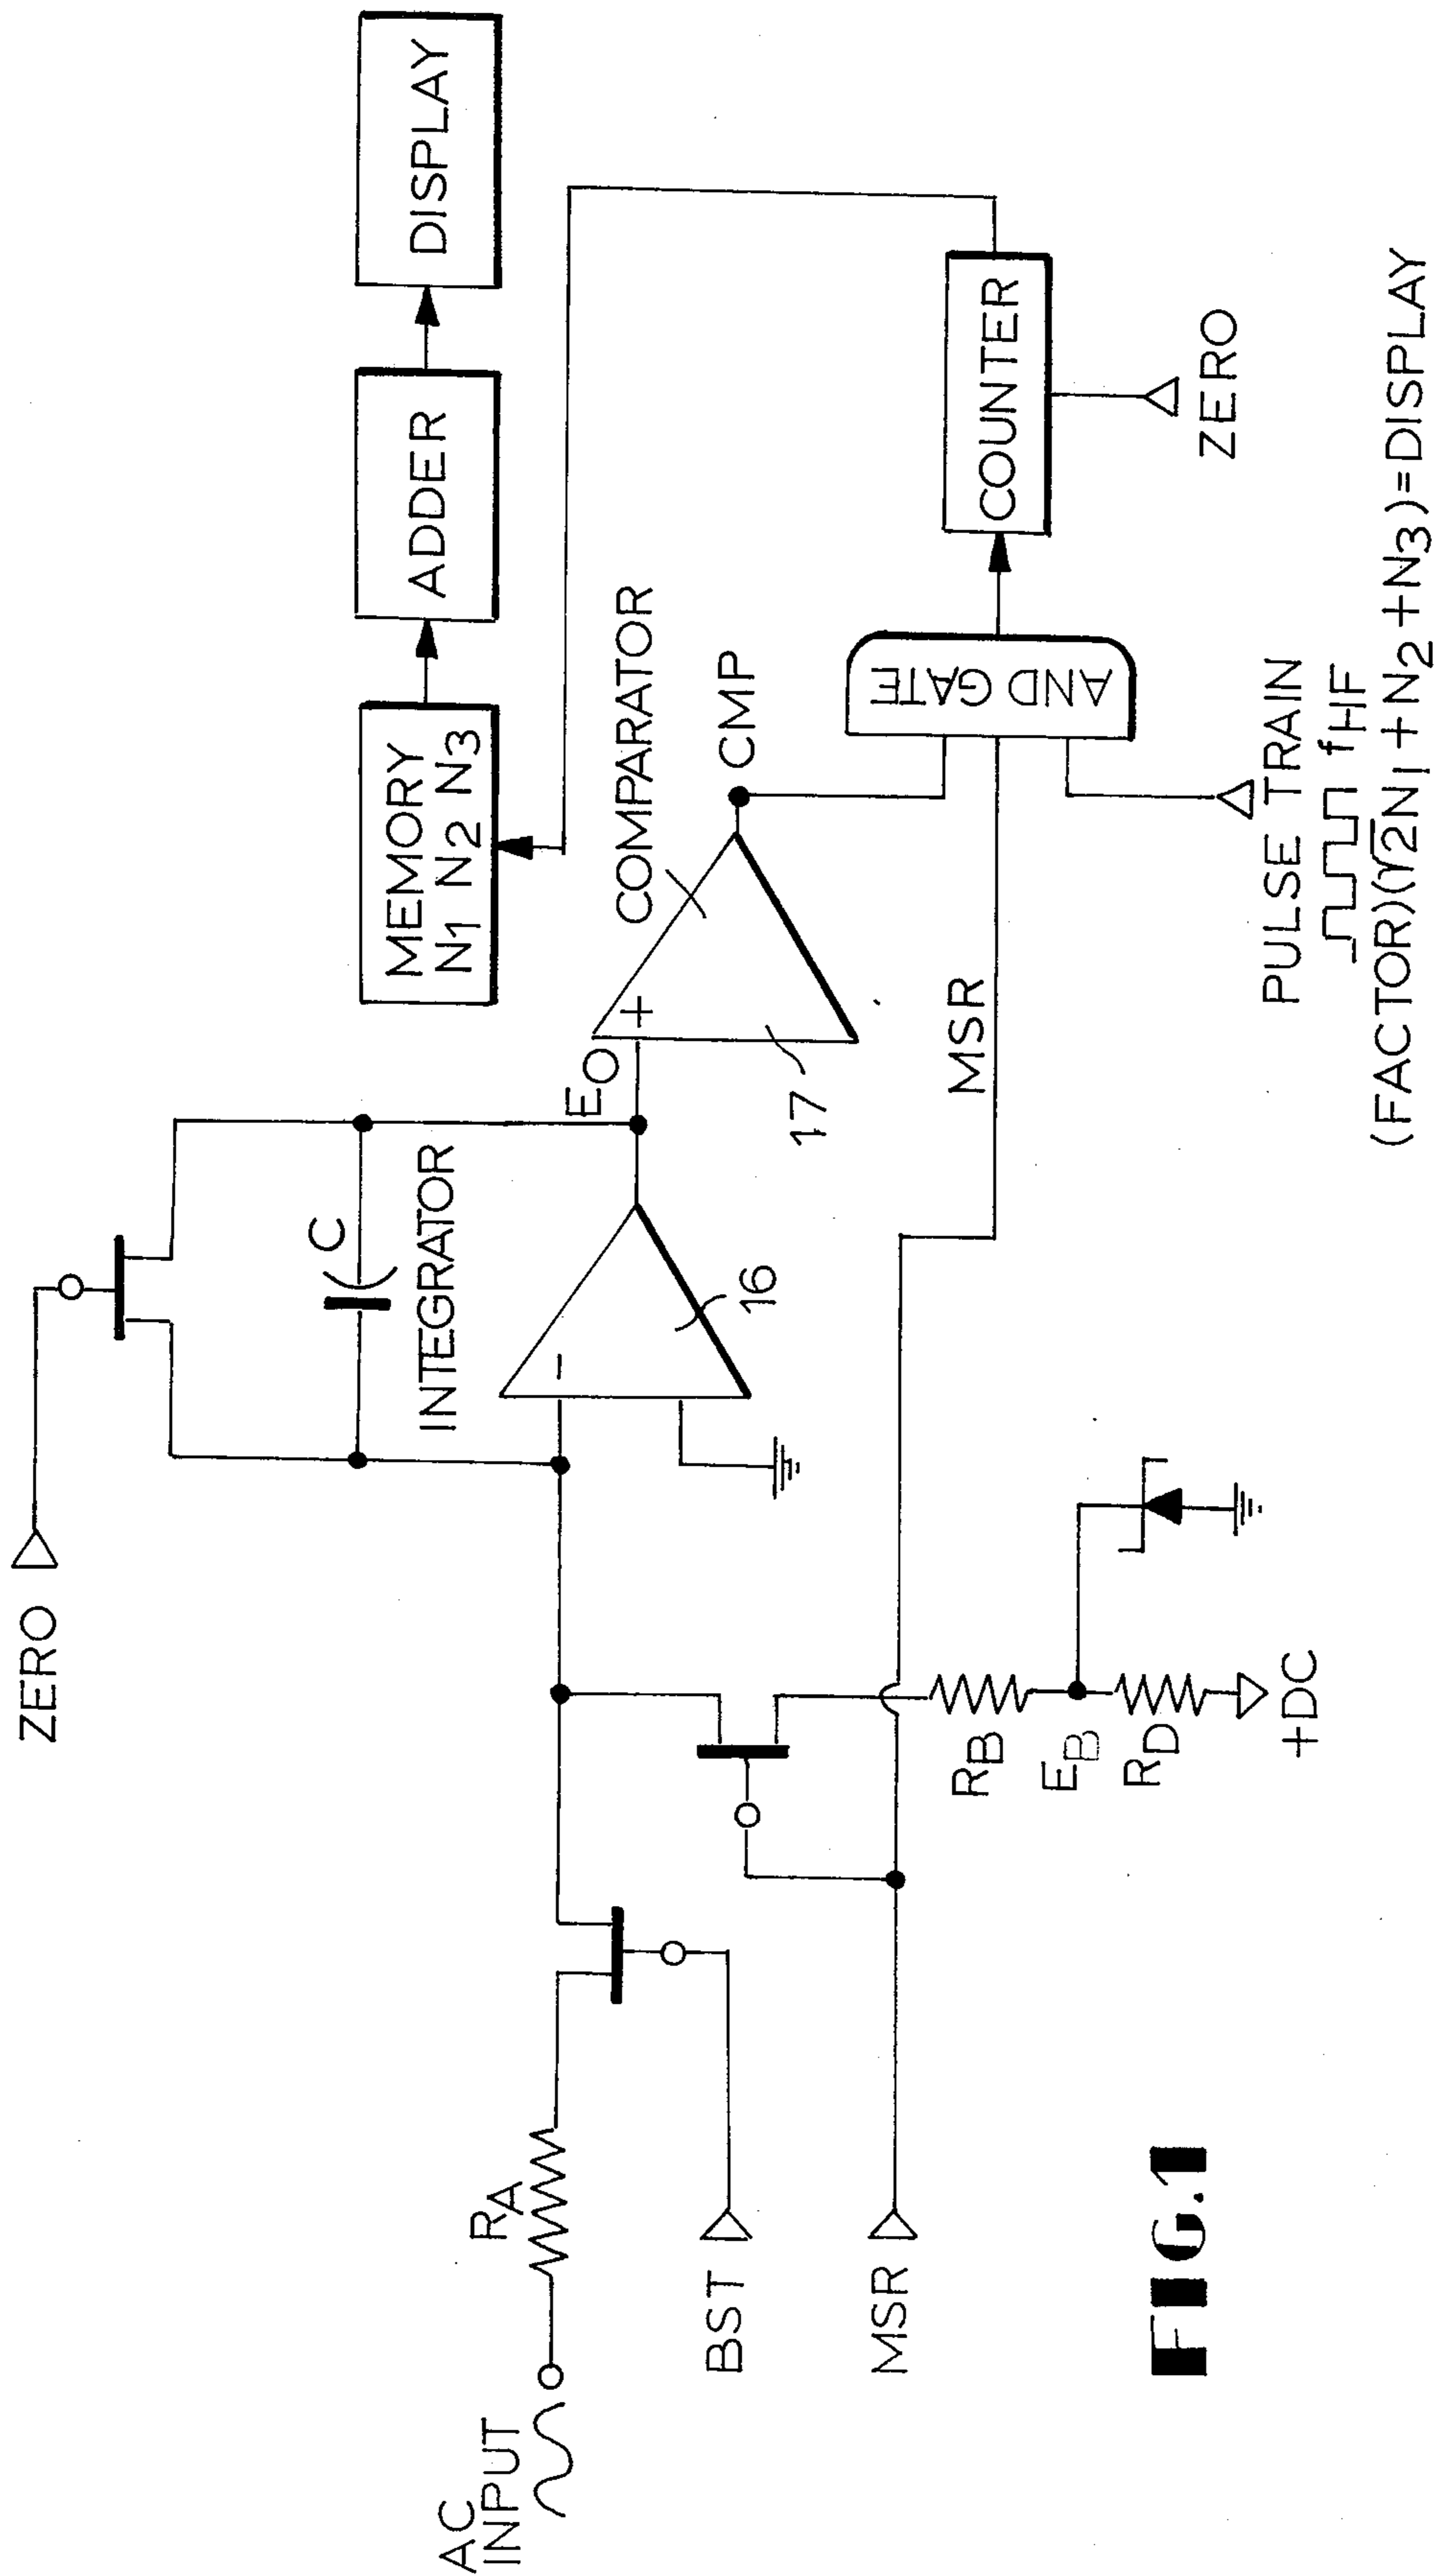 ZERO
C
INTEGRATOR
16
AC
INPUT
RA
BST
MSR
RB
EB
RD
+DC
EO
-
+
17
COMPARATOR
CMP
MSR
MEMORY
N1 N2 N3
ADDER
DISPLAY
AND GATE
COUNTER
ZERO
PULSE TRAIN
fHF
(FACTOR)(√2N1+N2+N3)=DISPLAY
FIG.1